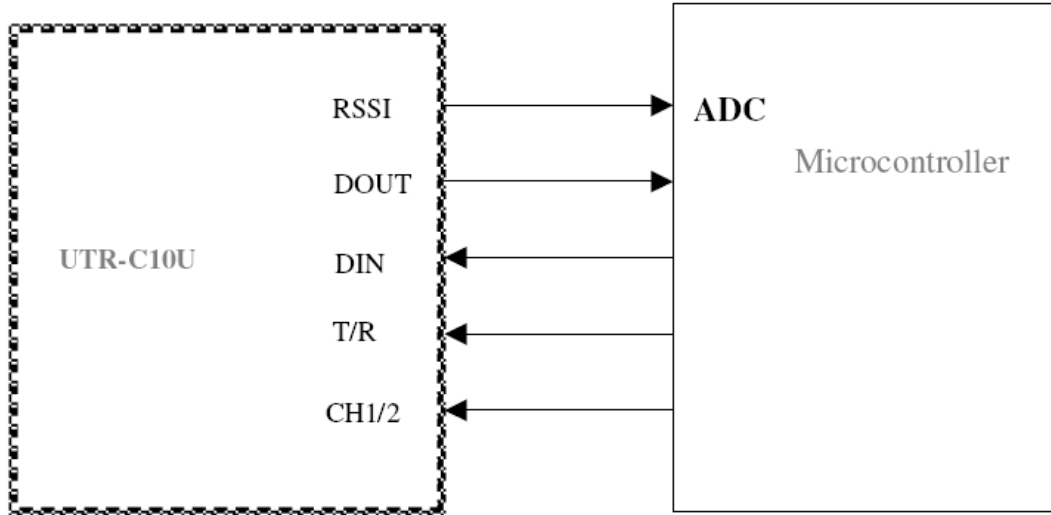 RSSI
ADC
Microcontroller
DOUT
UTR-C10U
DIN
T/R
CH1/2